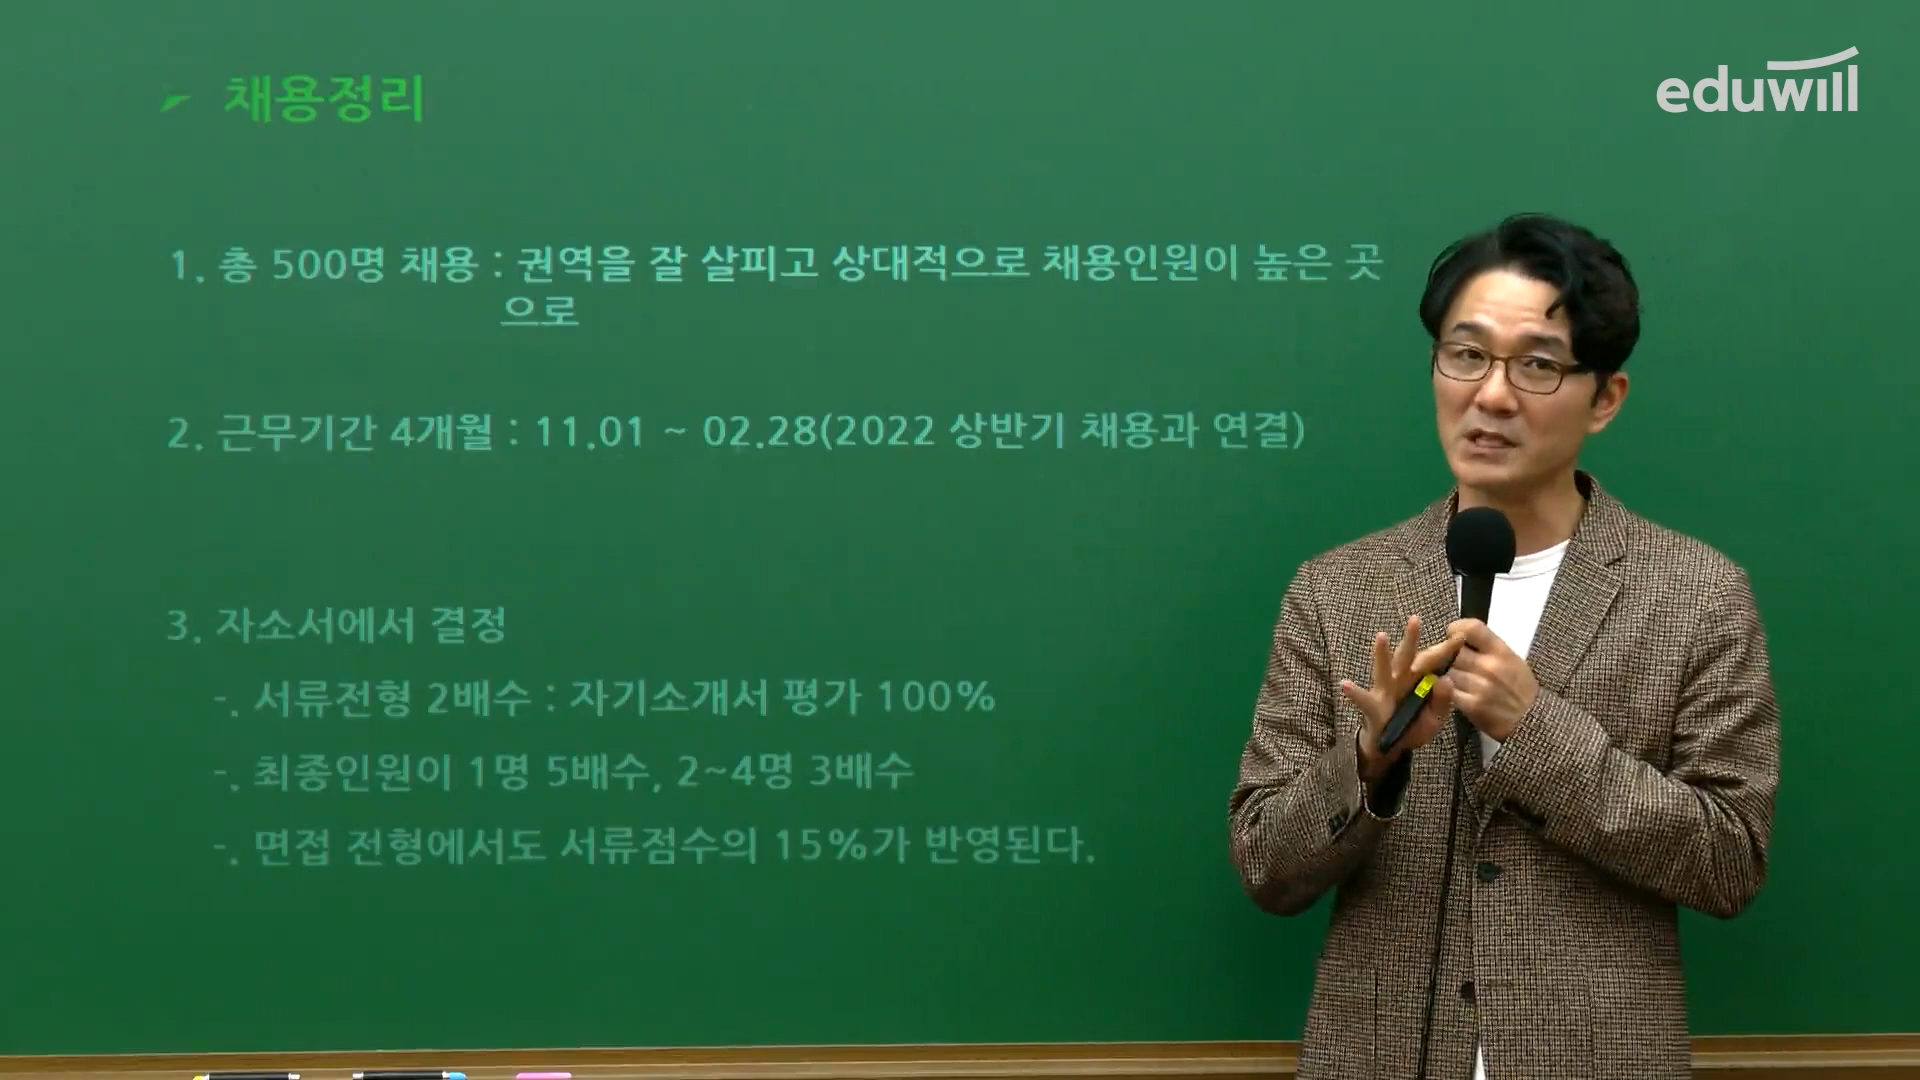 eduwill
➢ 채용정리
1. 총 500명 채용 : 권역을 잘 살피고 상대적으로 채용인원이 높은 곳
으로
2. 근무기간 4개월 : 11.01 ~ 02.28(2022 상반기 채용과 연결)
3. 자소서에서 결정
-. 서류전형 2배수 : 자기소개서 평가 100%
-. 최종인원이 1명 5배수, 2~4명 3배수
-. 면접 전형에서도 서류점수의 15%가 반영된다.